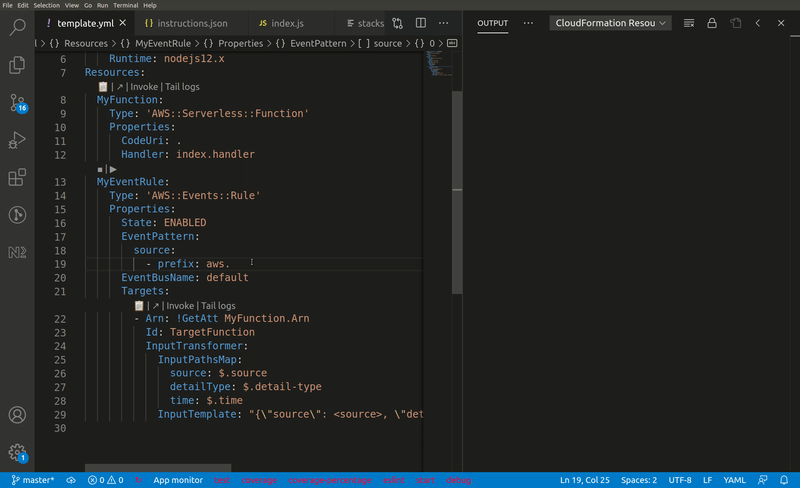 File Edit Selection View Go Run Terminal Help
template.yml
instructions.json
JS index.js
stacks
OUTPUT
CloudFormation Resou
Resources > MyEventRule > Properties > EventPattern > [ ] source > {} 0 >
6 Runtime: nodejs12.x
7 Resources:
| ↗ | Invoke | Tail logs
8 MyFunction:
9 Type: 'AWS::Serverless::Function'
10 Properties:
11 CodeUri: .
12 Handler: index.handler
13 MyEventRule:
14 Type: 'AWS::Events::Rule'
15 Properties:
16 State: ENABLED
17 EventPattern:
18 source:
19 - prefix: aws.
20 EventBusName: default
21 Targets:
| ↗ | Invoke | Tail logs
22 - Arn: !GetAtt MyFunction.Arn
23 Id: TargetFunction
24 InputTransformer:
25 InputPathsMap:
26 source: $.source
27 detailType: $.detail-type
28 time: $.time
29 InputTemplate: "{\"source\": <source>, \"det
30
16
1
master* 0 0 App monitor
coverage coverage-percentage
start debug
Ln 19, Col 25 Spaces: 2 UTF-8 LF YAML